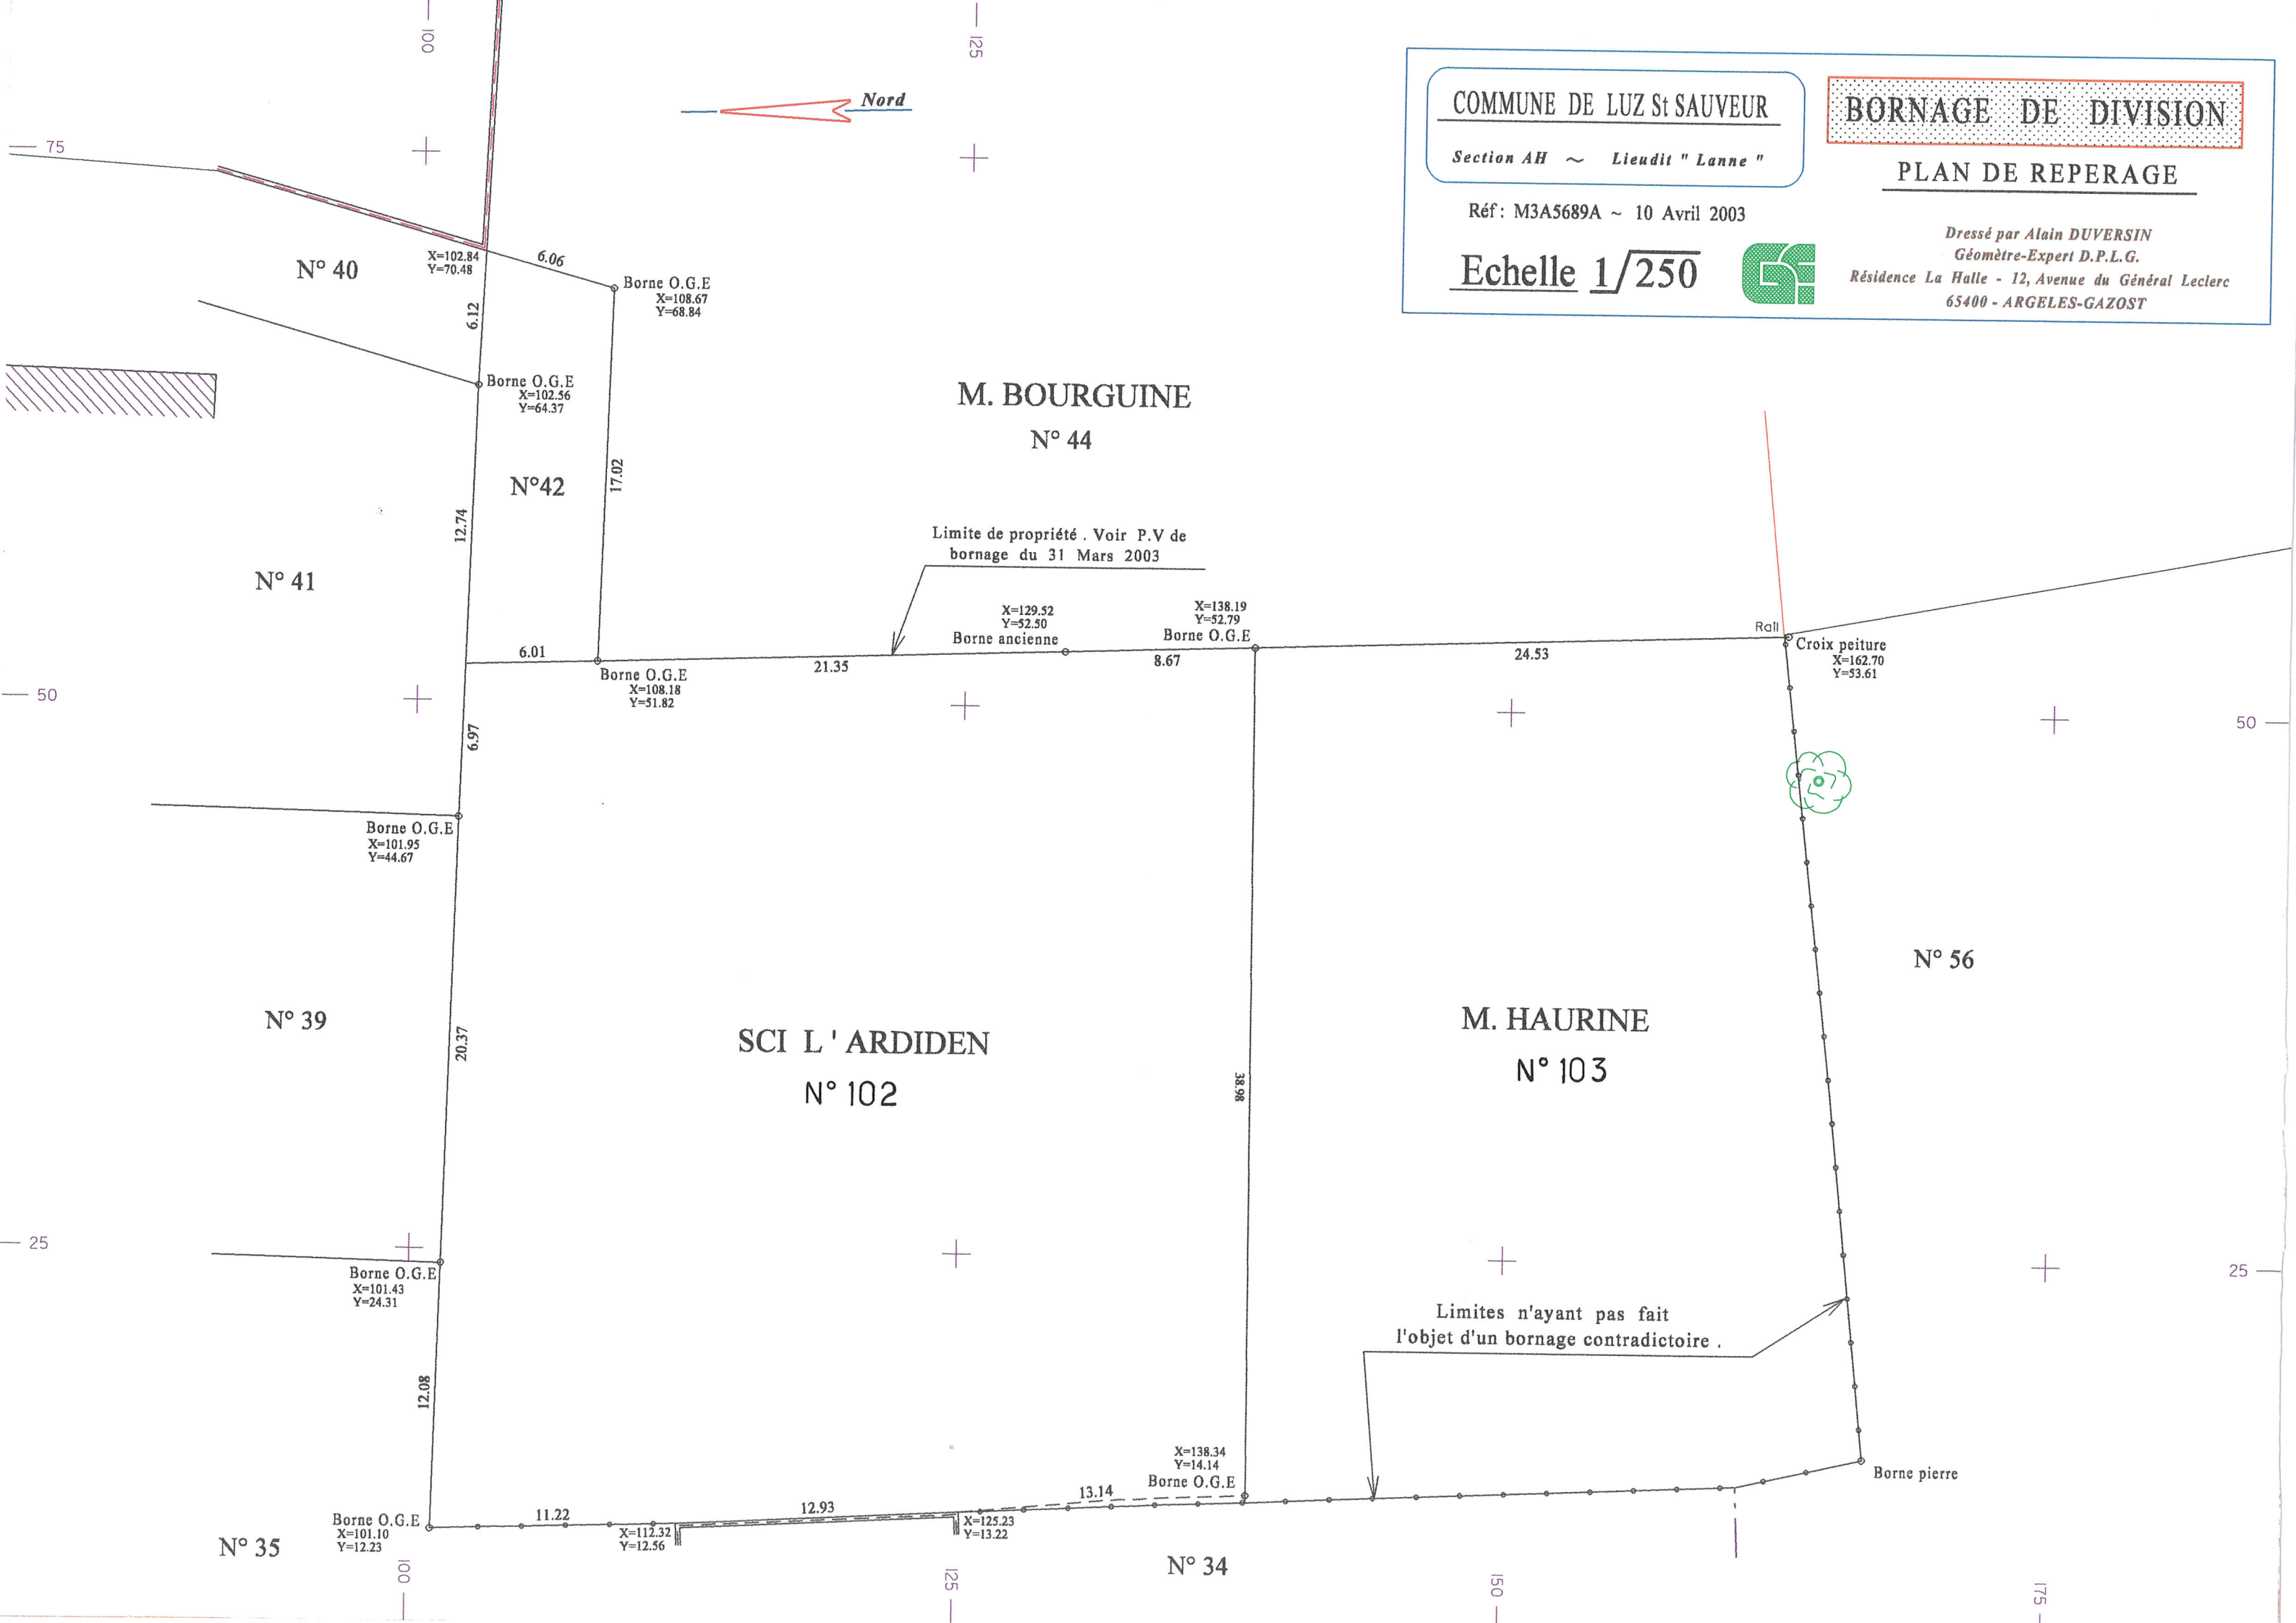 100
125
75
Nord
COMMUNE DE LUZ St SAUVEUR
Section AH ~ Lieudit " Lanne "
Réf : M3A5689A ~ 10 Avril 2003
Echelle 1/250
BORNAGE DE DIVISION
PLAN DE REPERAGE
Dressé par Alain DUVERSIN
Géomètre-Expert D.P.L.G.
Résidence La Halle - 12, Avenue du Général Leclerc
65400 - ARGELES-GAZOST
N° 40
X=102.84
Y=70.48
6.06
Borne O.G.E
X=108.67
Y=68.84
6.12
Borne O.G.E
X=102.56
Y=64.37
M. BOURGUINE
N° 44
N°42
17.02
12.74
N° 41
Limite de propriété . Voir P.V de
bornage du 31 Mars 2003
X=129.52
Y=52.50
Borne ancienne
X=138.19
Y=52.79
Borne O.G.E
Rail
Croix peiture
X=162.70
Y=53.61
6.01
21.35
8.67
24.53
Borne O.G.E
X=108.18
Y=51.82
50
50
6.97
Borne O.G.E
X=101.95
Y=44.67
N° 56
N° 39
20.37
SCI L ' ARDIDEN
N° 102
38.98
M. HAURINE
N° 103
25
25
Borne O.G.E
X=101.43
Y=24.31
Limites n'ayant pas fait
l'objet d'un bornage contradictoire .
12.08
X=138.34
Y=14.14
Borne O.G.E
Borne pierre
13.14
12.93
11.22
Borne O.G.E
X=101.10
Y=12.23
X=112.32
Y=12.56
X=125.23
Y=13.22
N° 35
N° 34
100
125
150
175